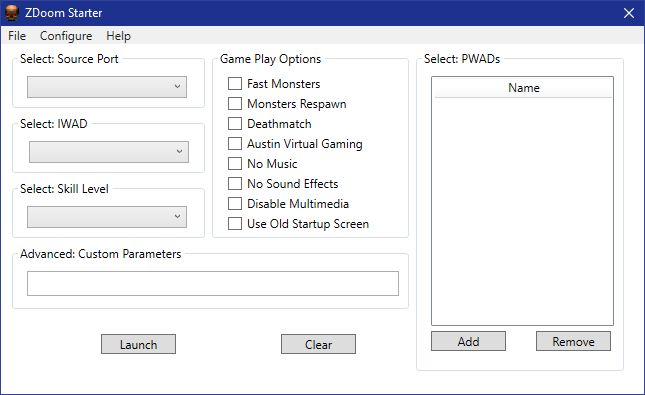 ZDoom Starter
File Configure Help
Select: Source Port
Select: IWAD
Select: Skill Level
Game Play Options
Fast Monsters
Monsters Respawn
Deathmatch
Austin Virtual Gaming
No Music
No Sound Effects
Disable Multimedia
Use Old Startup Screen
Advanced: Custom Parameters
Launch Clear
Select: PWADs
Name
Add Remove